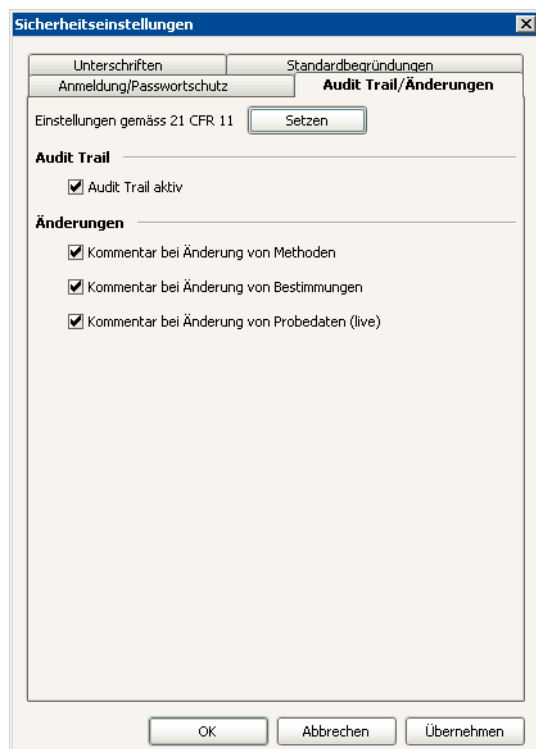 Sicherheitseinstellungen
Unterschriften Standardbegründungen
Anmeldung/Passwortschutz Audit Trail/Änderungen
Einstellungen gemäss 21 CFR 11 Setzen
Audit Trail
Audit Trail aktiv
Änderungen
Kommentar bei Änderung von Methoden
Kommentar bei Änderung von Bestimmungen
Kommentar bei Änderung von Probedaten (live)
OK Abbrechen Übernehmen